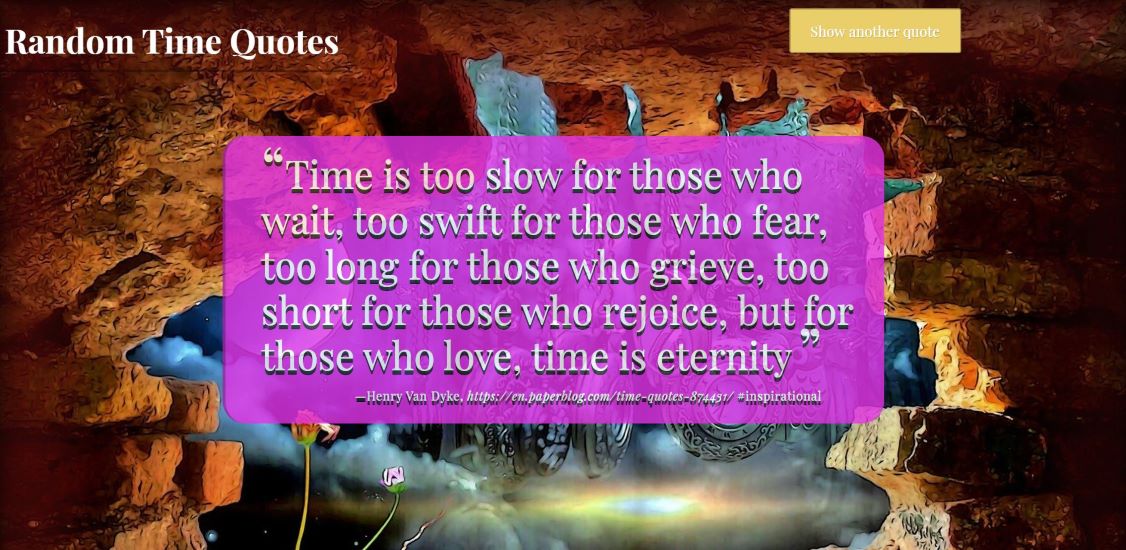 Random Time Quotes
Show another quote
“Time is too slow for those who
wait, too swift for those who fear,
too long for those who grieve, too
short for those who rejoice, but for
those who love, time is eternity ”
—Henry Van Dyke, https://en.paperblog.com/time-quotes-874451/ #inspirational